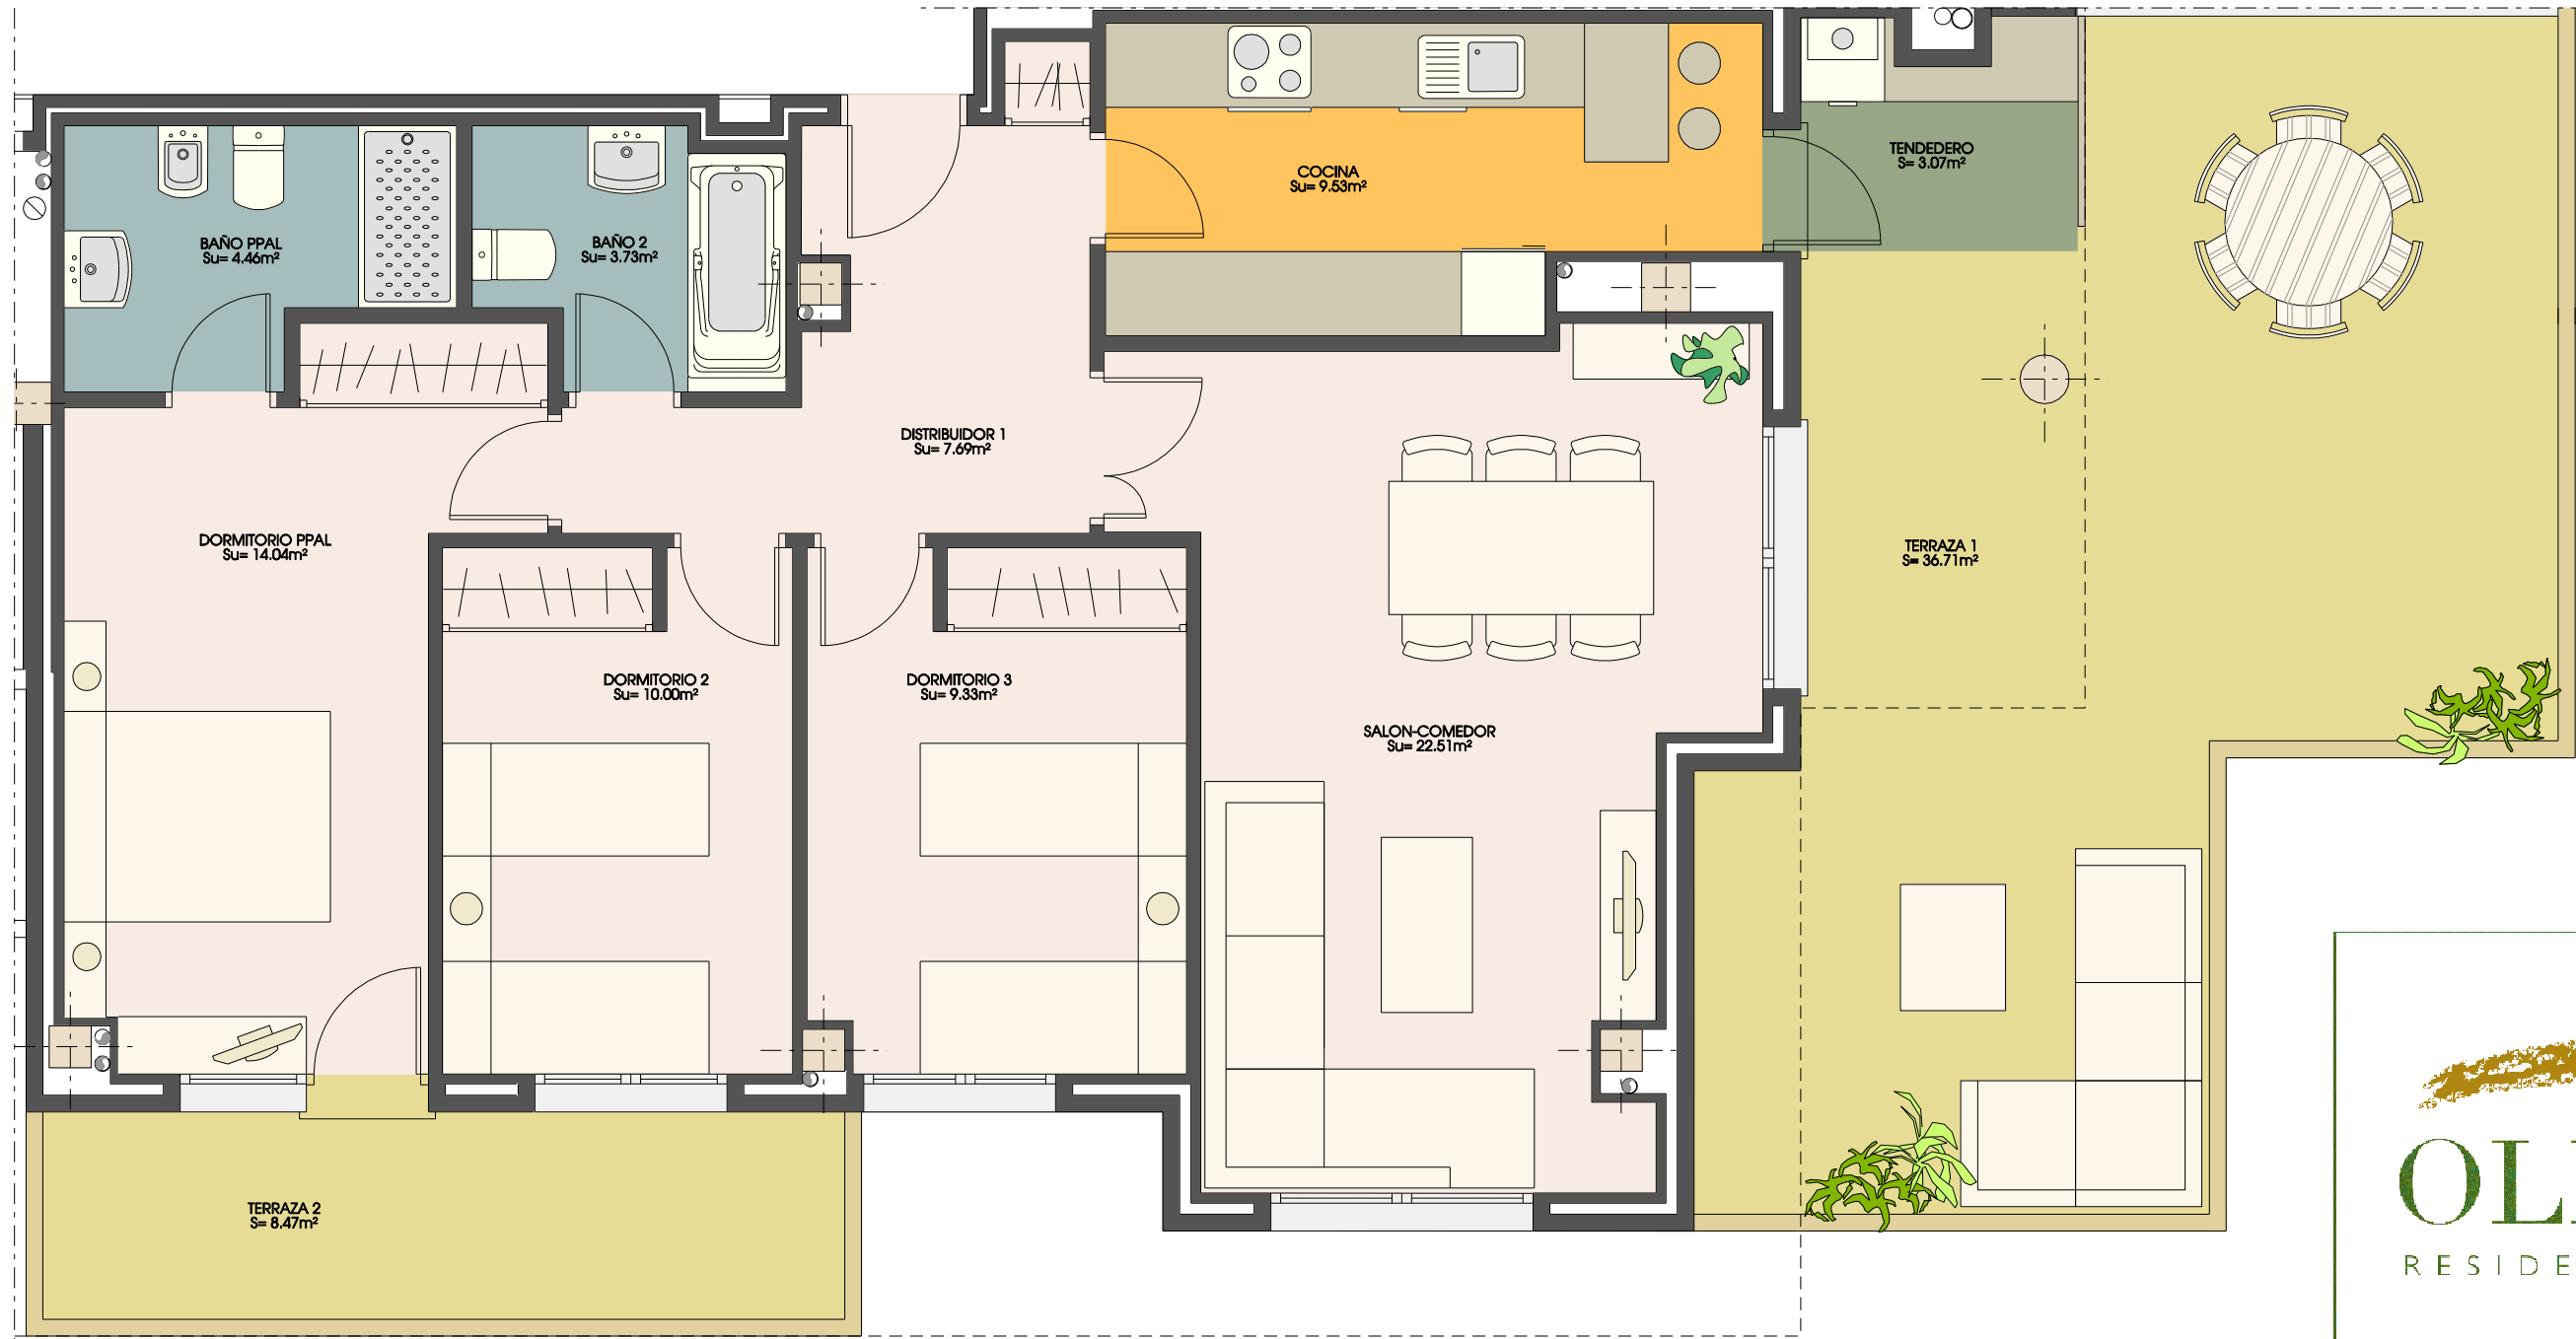 COCINA
Su= 9.53m²
TENDEDERO
S= 3.07m²
BAÑO PPAL
Su= 4.46m²
BAÑO 2
Su= 3.73m²
DISTRIBUIDOR 1
Su= 7.69m²
DORMITORIO PPAL
Su= 14.04m²
TERRAZA 1
S= 36.71m²
DORMITORIO 2
Su= 10.00m²
DORMITORIO 3
Su= 9.33m²
SALON-COMEDOR
Su= 22.51m²
TERRAZA 2
S= 8.47m²
OL
RESIDE